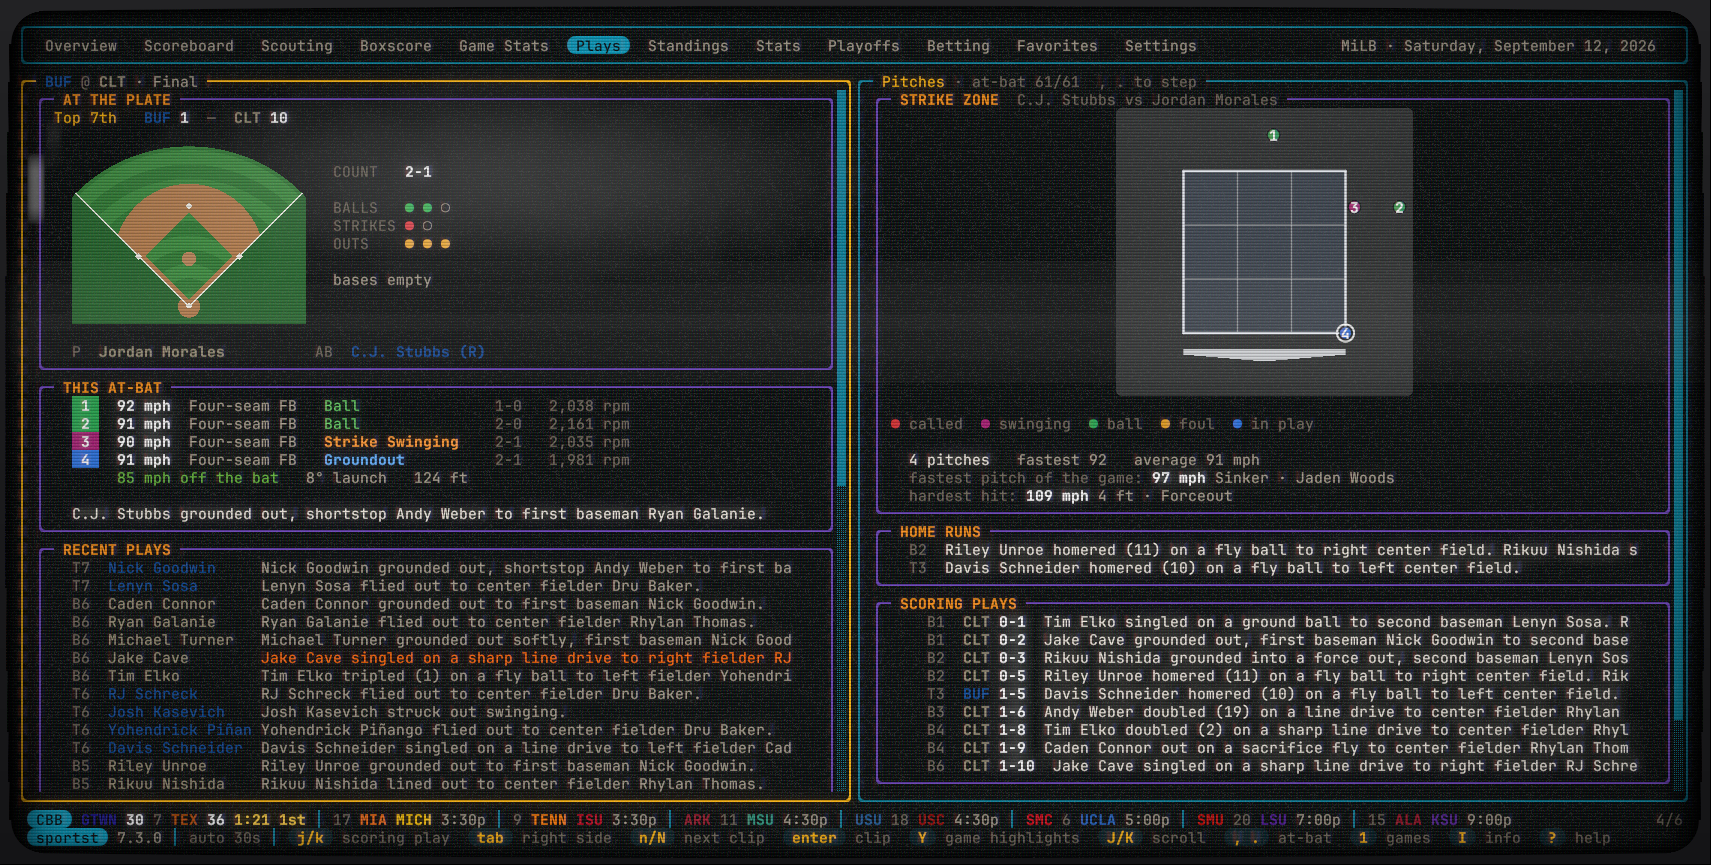 Overview Scoreboard Scouting Boxscore Game Stats Plays Standings Stats Playoffs Betting Favorites Settings MiLB · Saturday, September 12, 2026
BUF @ CLT · Final
AT THE PLATE
Top 7th BUF 1 — CLT 10
COUNT 2-1
BALLS
STRIKES
OUTS
bases empty
P Jordan Morales AB C.J. Stubbs (R)
THIS AT-BAT
1 92 mph Four-seam FB Ball 1-0 2,038 rpm
2 91 mph Four-seam FB Ball 2-0 2,161 rpm
3 90 mph Four-seam FB Strike Swinging 2-1 2,035 rpm
4 91 mph Four-seam FB Groundout 2-1 1,981 rpm
85 mph off the bat 8° launch 124 ft
C.J. Stubbs grounded out, shortstop Andy Weber to first baseman Ryan Galanie.
RECENT PLAYS
T7 Nick Goodwin Nick Goodwin grounded out, shortstop Andy Weber to first ba
T7 Lenyn Sosa Lenyn Sosa flied out to center fielder Dru Baker.
B6 Caden Connor Caden Connor grounded out to first baseman Nick Goodwin.
B6 Ryan Galanie Ryan Galanie flied out to center fielder Rhylan Thomas.
B6 Michael Turner Michael Turner grounded out softly, first baseman Nick Good
B6 Jake Cave Jake Cave singled on a sharp line drive to right fielder RJ
B6 Tim Elko Tim Elko tripled (1) on a fly ball to left fielder Yohendri
T6 RJ Schreck RJ Schreck flied out to center fielder Dru Baker.
T6 Josh Kasevich Josh Kasevich struck out swinging.
T6 Yohendrick Piñan Yohendrick Piñango flied out to center fielder Dru Baker.
T6 Davis Schneider Davis Schneider singled on a line drive to left fielder Cad
B5 Riley Unroe Riley Unroe grounded out to first baseman Nick Goodwin.
B5 Rikuu Nishida Rikuu Nishida lined out to center fielder Rhylan Thomas.
Pitches · at-bat 61/61 , . to step
STRIKE ZONE C.J. Stubbs vs Jordan Morales
1
3 2
4
called swinging ball foul in play
4 pitches fastest 92 average 91 mph
fastest pitch of the game: 97 mph Sinker · Jaden Woods
hardest hit: 109 mph 4 ft · Forceout
HOME RUNS
B2 Riley Unroe homered (11) on a fly ball to right center field. Rikuu Nishida s
T3 Davis Schneider homered (10) on a fly ball to left center field.
SCORING PLAYS
B1 CLT 0-1 Tim Elko singled on a ground ball to second baseman Lenyn Sosa. R
B1 CLT 0-2 Jake Cave grounded out, first baseman Nick Goodwin to second base
B2 CLT 0-3 Rikuu Nishida grounded into a force out, second baseman Lenyn Sos
B2 CLT 0-5 Riley Unroe homered (11) on a fly ball to right center field. Rik
T3 BUF 1-5 Davis Schneider homered (10) on a fly ball to left center field.
B3 CLT 1-6 Andy Weber doubled (19) on a line drive to center fielder Rhylan
B4 CLT 1-8 Tim Elko doubled (2) on a sharp line drive to center fielder Rhyl
B4 CLT 1-9 Caden Connor out on a sacrifice fly to center fielder Rhylan Thom
B6 CLT 1-10 Jake Cave singled on a sharp line drive to right fielder RJ Schre
CBB GTWN 30 7 TEX 36 1:21 1st | 17 MIA MICH 3:30p | 9 TENN ISU 3:30p | ARK 11 MSU 4:30p | USU 18 USC 4:30p | SMC 6 UCLA 5:00p | SMU 20 LSU 7:00p | 15 ALA KSU 9:00p 4/6
sportst 7.3.0 | auto 30s | j/k scoring play tab right side n/N next clip enter clip Y game highlights J/K scroll , . at-bat 1 games I info ? help